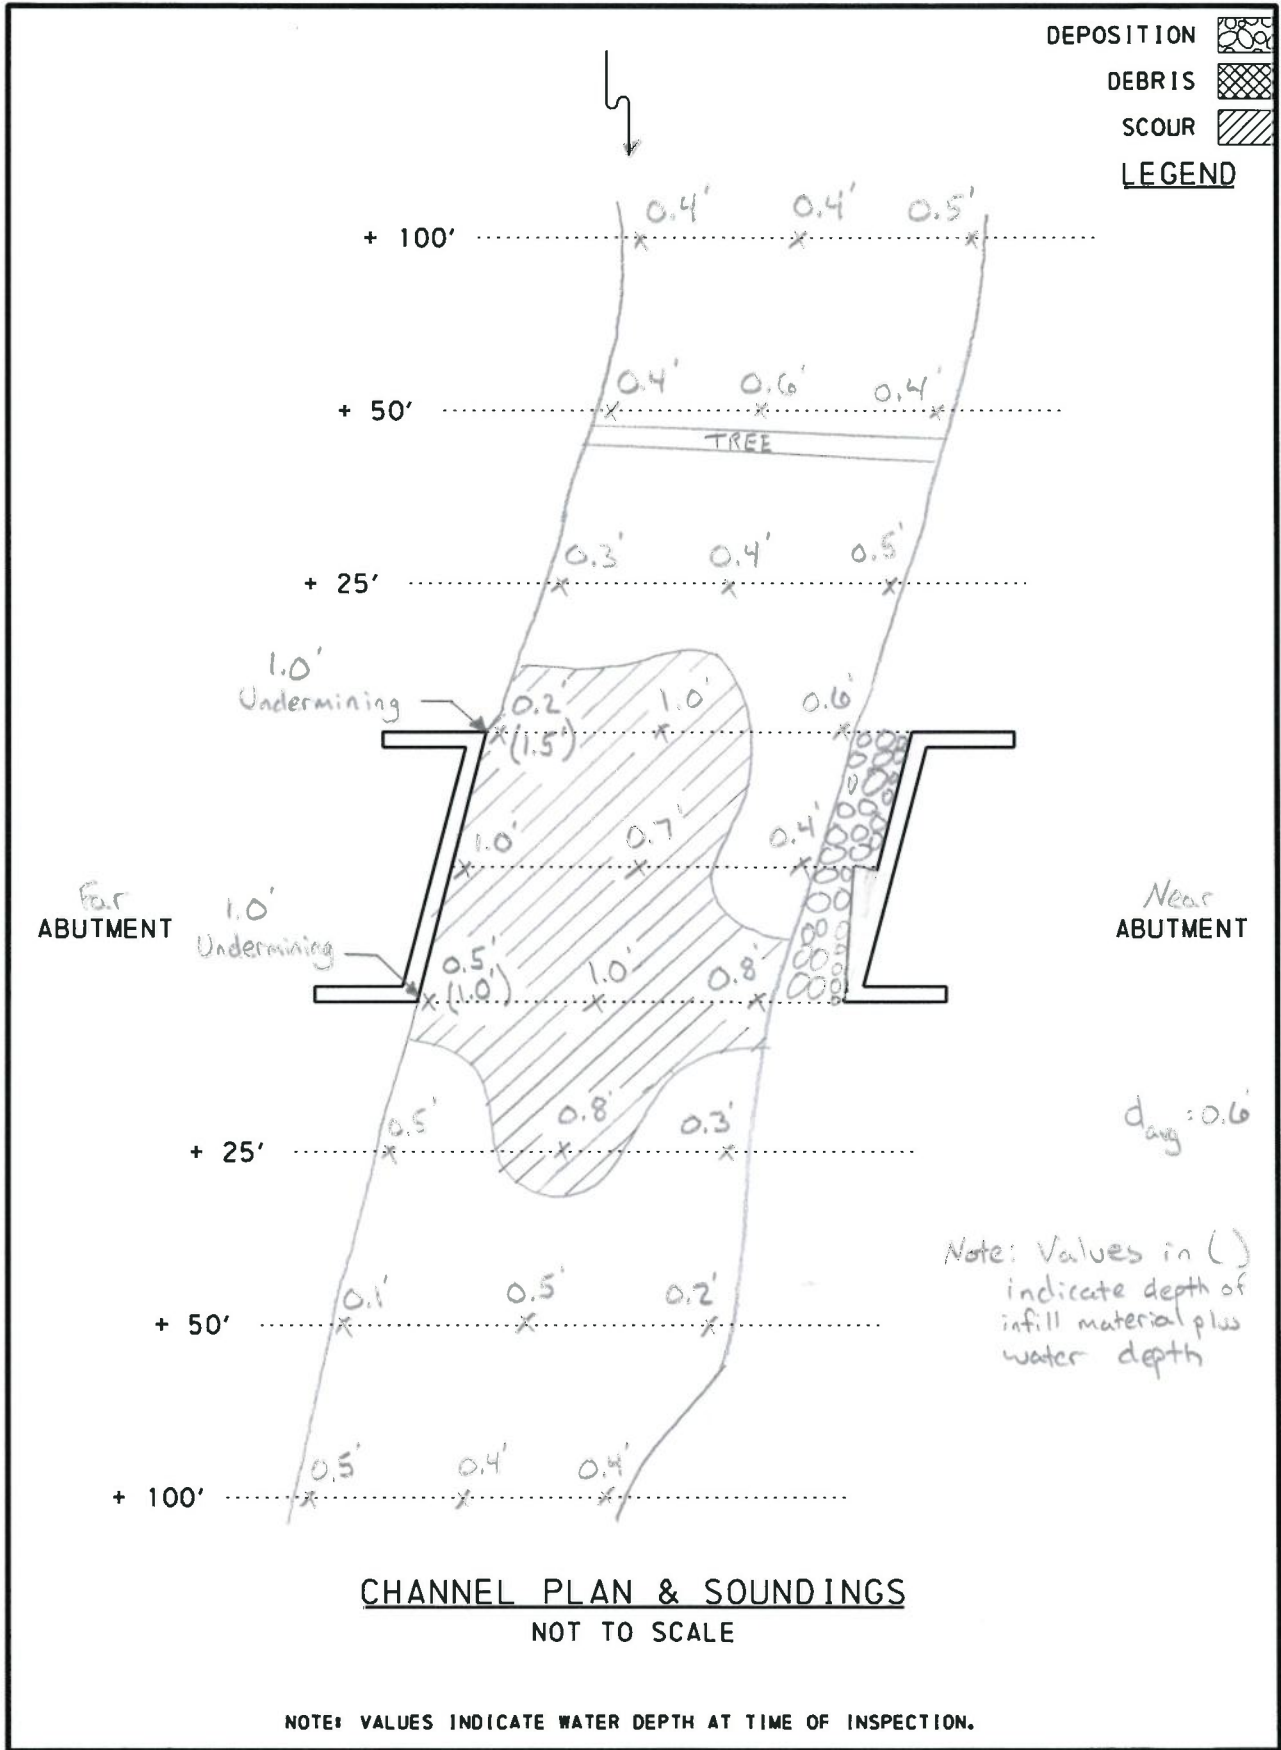 DEPOSITION
DEBRIS
SCOUR
LEGEND
0.4' 0.4' 0.5'
+ 100'
0.4' 0.6' 0.4'
+ 50'
TREE
0.3' 0.4' 0.5'
+ 25'
1.0'
Undermining
0.2' 1.0' 0.6'
(1.5')
1.0' 0.7' 0.4'
Far
ABUTMENT
1.0'
Undermining
Near
ABUTMENT
0.5' 1.0' 0.8'
(1.0')
0.5' 0.8' 0.3'
+ 25'
davg = 0.6'
Note: Values in ( )
indicate depth of
infill material plus
water depth
0.1' 0.5' 0.2'
+ 50'
0.5' 0.4' 0.4'
+ 100'
CHANNEL PLAN & SOUNDINGS
NOT TO SCALE
NOTE: VALUES INDICATE WATER DEPTH AT TIME OF INSPECTION.